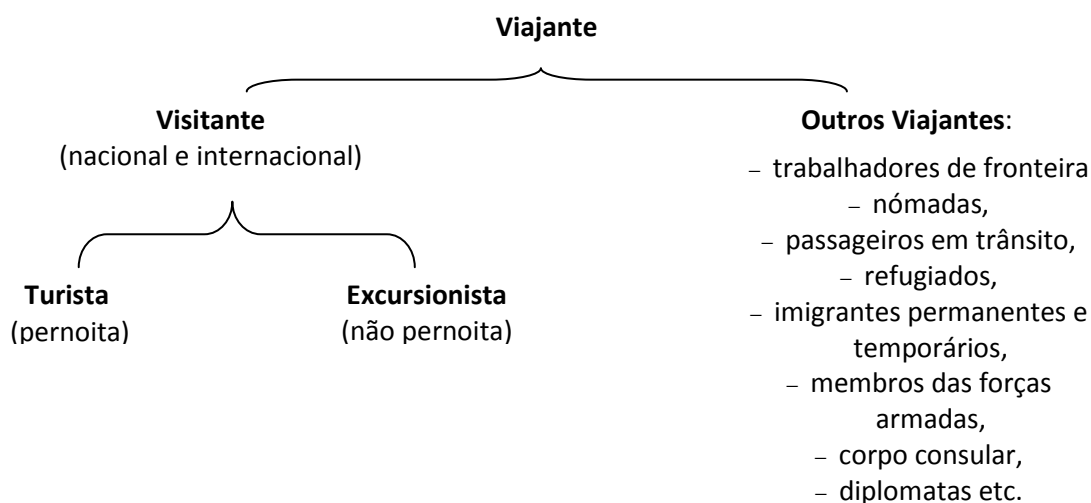 Viajante
Visitante
(nacional e internacional)
Turista
(pernoita)
Excursionista
(não pernoita)
Outros Viajantes:
– trabalhadores de fronteira
– nómadas,
– passageiros em trânsito,
– refugiados,
– imigrantes permanentes e
temporários,
– membros das forças
armadas,
– corpo consular,
– diplomatas etc.